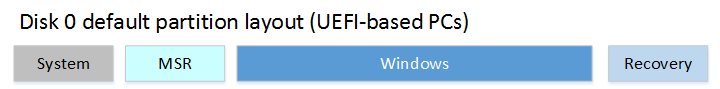 Disk 0 default partition layout (UEFI-based PCs)
System MSR Windows Recovery